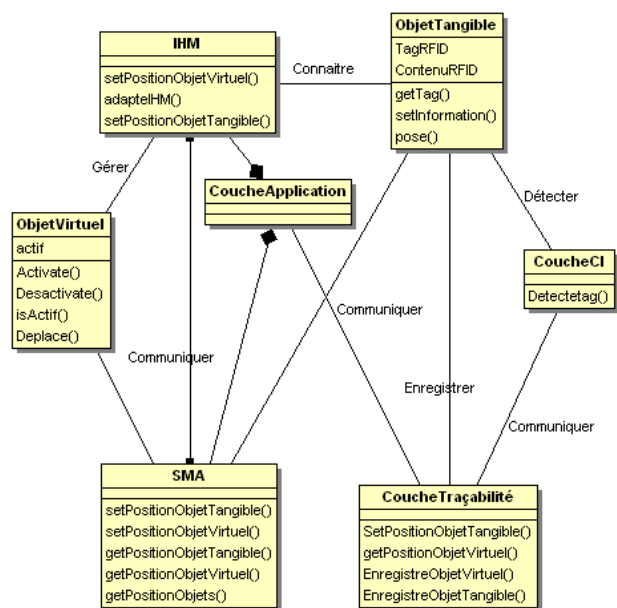 IHM
setPositionObjetVirtuel()
adapteIHM()
setPositionObjetTangible()
ObjetTangible
TagRFID
ContenuRFID
getTag()
setInformation()
pose()
Connaitre
Gérer
CoucheApplication
Détecter
ObjetVirtuel
actif
Activate()
Desactivate()
isActif()
Deplace()
CoucheCI
Detectetag()
Communiquer
Communiquer
Enregistrer
Communiquer
SMA
setPositionObjetTangible()
setPositionObjetVirtuel()
getPositionObjetTangible()
getPositionObjetVirtuel()
getPositionObjets()
CoucheTraçabilité
SetPositionObjetTangible()
getPositionObjetVirtuel()
EnregistreObjetVirtuel()
EnregistreObjetTangible()